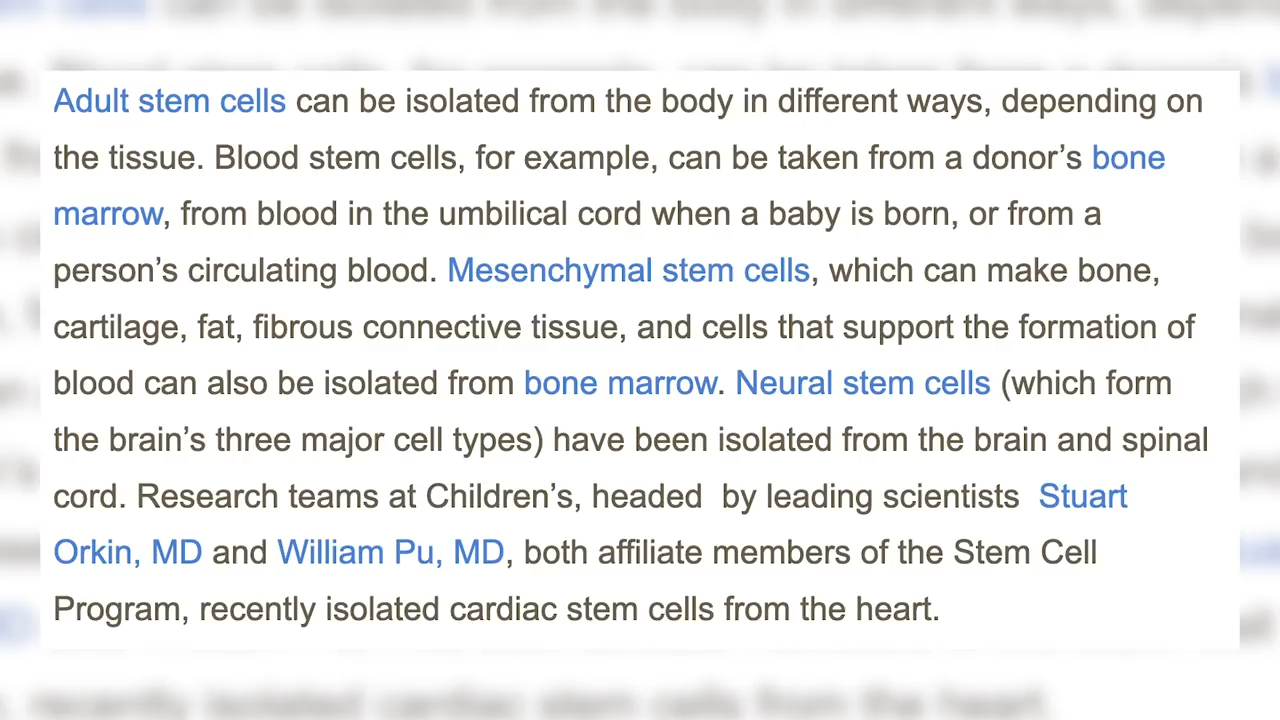 Adult stem cells can be isolated from the body in different ways, depending on
the tissue. Blood stem cells, for example, can be taken from a donor’s bone
marrow, from blood in the umbilical cord when a baby is born, or from a
person’s circulating blood. Mesenchymal stem cells, which can make bone,
cartilage, fat, fibrous connective tissue, and cells that support the formation of
blood can also be isolated from bone marrow. Neural stem cells (which form
the brain’s three major cell types) have been isolated from the brain and spinal
cord. Research teams at Children’s, headed  by leading scientists  Stuart
Orkin, MD and William Pu, MD, both affiliate members of the Stem Cell
Program, recently isolated cardiac stem cells from the heart.